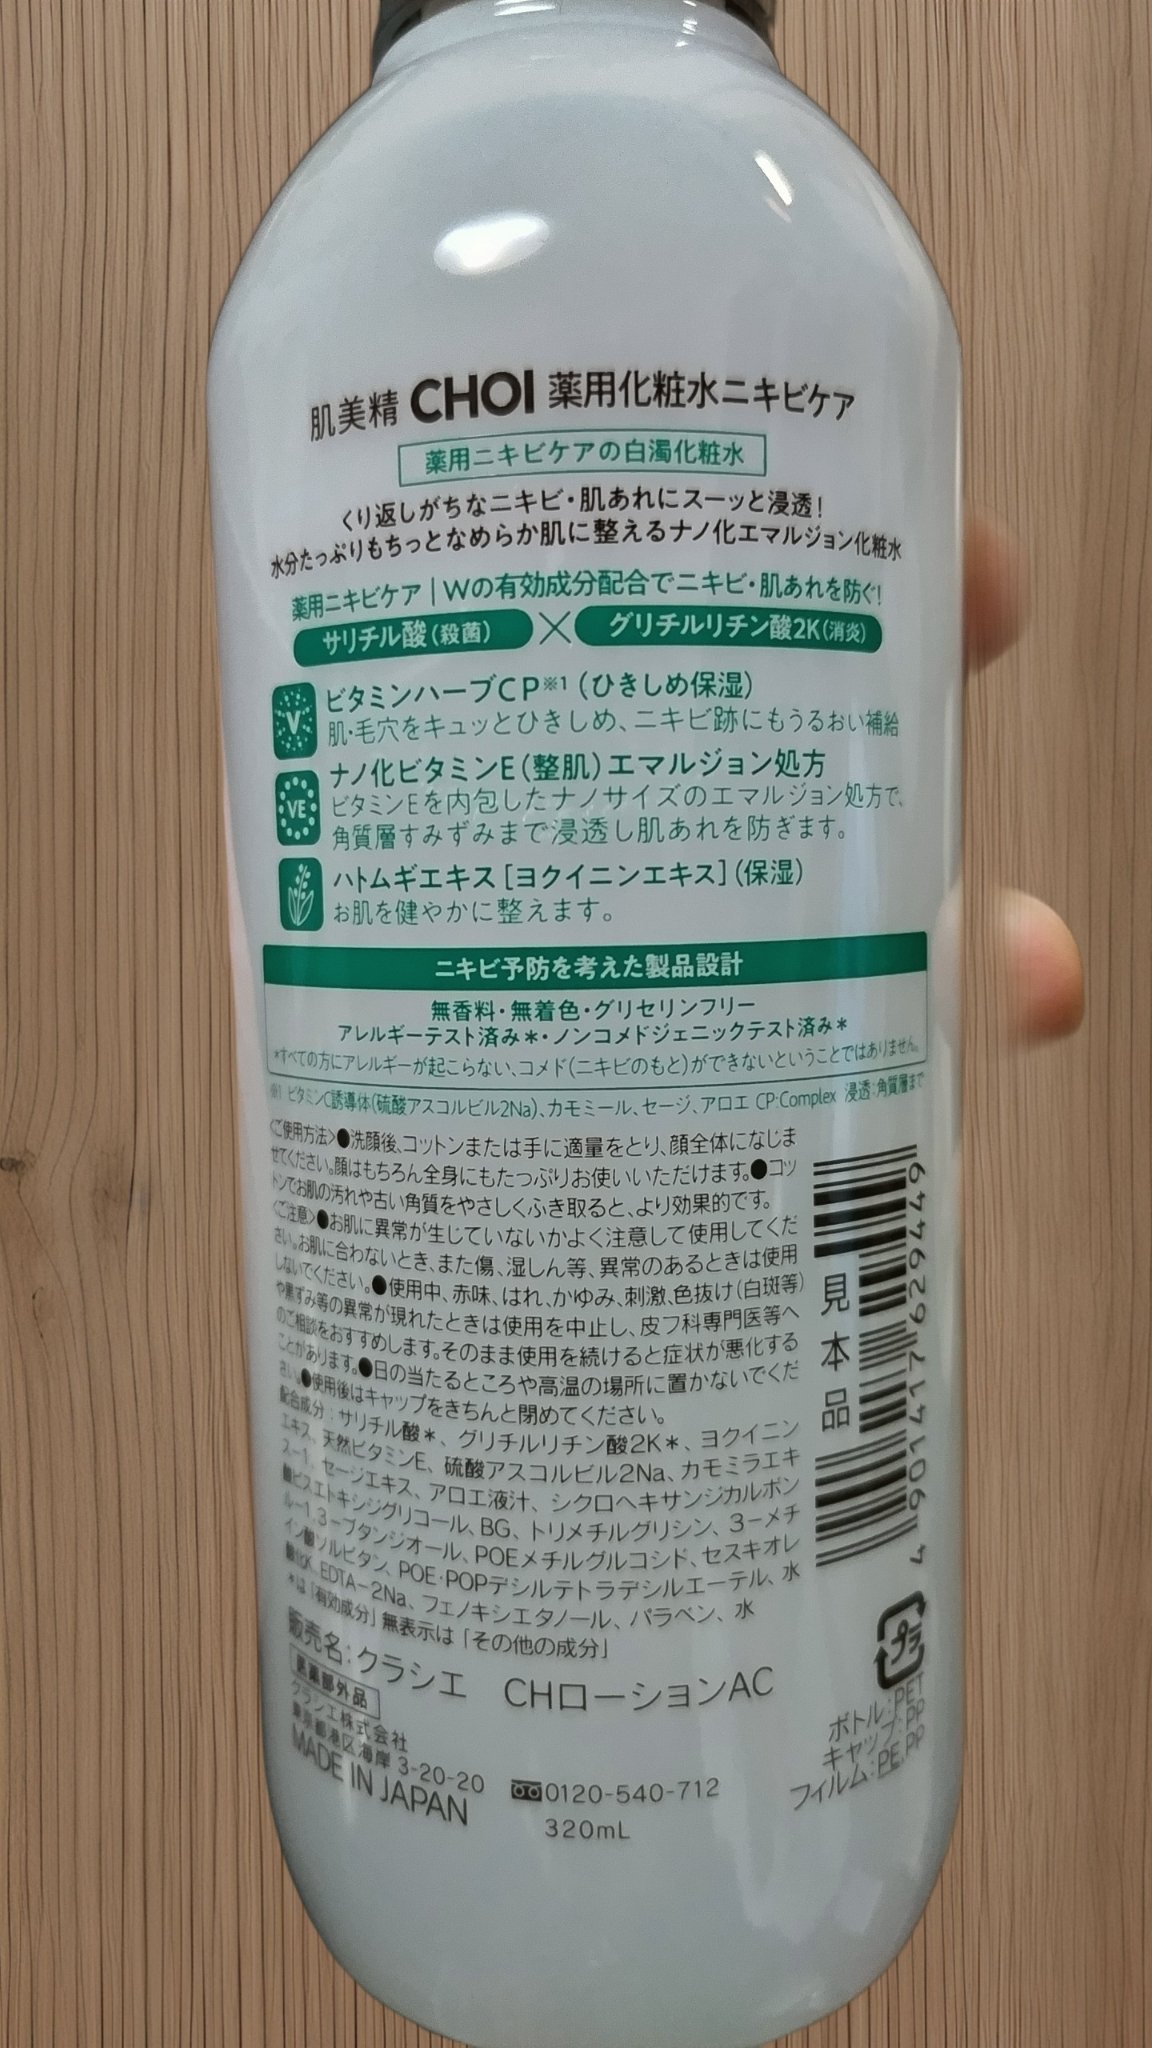 肌美精 CHOI 薬用化粧水ニキビケア
薬用ニキビケアの白濁化粧水
くり返しがちなニキビ・肌あれにスーッと浸透!
水分たっぷりもちっとなめらか肌に整えるナノ化エマルジョン化粧水
薬用ニキビケア | Wの有効成分配合でニキビ・肌あれを防ぐ!
サリチル酸(殺菌) × グリチルリチン酸2K(消炎)
V
ビタミンハーブCP※1(ひきしめ保湿)
肌・毛穴をキュッとひきしめ、ニキビ跡にもうるおい補給
VE
ナノ化ビタミンE(整肌)エマルジョン処方
ビタミンEを内包したナノサイズのエマルジョン処方で、
角質層すみずみまで浸透し肌あれを防ぎます。
ハトムギエキス[ヨクイニンエキス](保湿)
お肌を健やかに整えます。
ニキビ予防を考えた製品設計
無香料・無着色・グリセリンフリー
アレルギーテスト済み*・ノンコメドジェニックテスト済み*
*すべての方にアレルギーが起こらない、コメド(ニキビのもと)ができないということではありません。
※1 ビタミンC誘導体(硫酸アスコルビル2Na)、カモミール、セージ、アロエ CP:Complex 浸透:角質層まで
<ご使用方法>●洗顔後、コットンまたは手に適量をとり、顔全体になじま
せてください。顔はもちろん全身にもたっぷりお使いいただけます。●コッ
トンでお肌の汚れや古い角質をやさしくふき取ると、より効果的です。
<ご注意>●お肌に異常が生じていないかよく注意して使用してくだ
さい。お肌に合わないとき、また傷、湿しん等、異常のあるときは使用
しないでください。●使用中、赤味、はれ、かゆみ、刺激、色抜け(白斑等)
や黒ずみ等の異常が現れたときは使用を中止し、皮フ科専門医等へ
のご相談をおすすめします。そのまま使用を続けると症状が悪化する
ことがあります。●日の当たるところや高温の場所に置かないでくだ
さい。●使用後はキャップをきちんと閉めてください。
配合成分:サリチル酸*、グリチルリチン酸2K*、ヨクイニン
エキス、天然ビタミンE、硫酸アスコルビル2Na、カモミラエキ
ス-1、セージエキス、アロエ液汁、シクロヘキサンジカルボン
酸ビスエトキシジグリコール、BG、トリメチルグリシン、3-メチ
ル-1,3-ブタンジオール、POEメチルグルコシド、セスキオレ
イン酸ソルビタン、POE・POPデシルテトラデシルエーテル、水
酸化K、EDTA-2Na、フェノキシエタノール、パラベン、水
*は「有効成分」無表示は「その他の成分」
販売名:クラシエ CHローションAC
医薬部外品
クラシエ株式会社
東京都港区海岸 3-20-20
MADE IN JAPAN
0120-540-712
320mL
見本品
4 901417 629449
プラ
ボトル:PET
キャップ:PP
フィルム:PE,PP